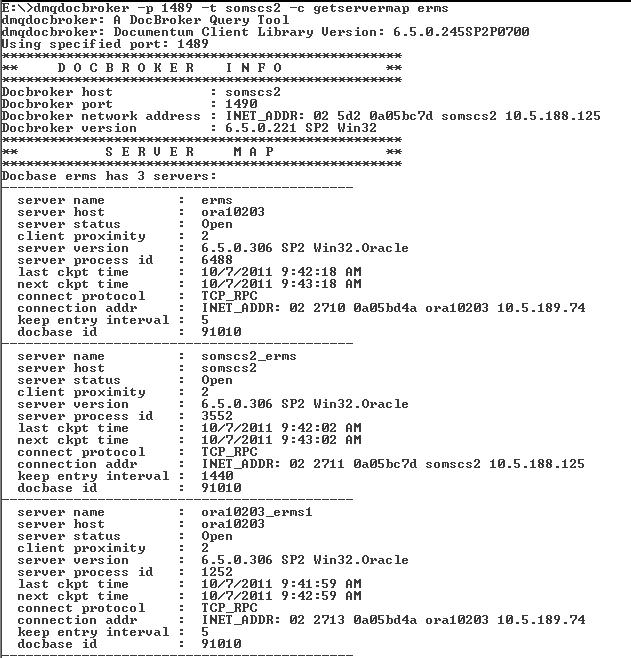 E:\>dmqdocbroker -p 1489 -t somscs2 -c getservermap erms
dmqdocbroker: A DocBroker Query Tool
dmqdocbroker: Documentum Client Library Version: 6.5.0.245SP2P0700
Using specified port: 1489
**************************************************
**     D O C B R O K E R   I N F O              **
**************************************************
Docbroker host            : somscs2
Docbroker port            : 1490
Docbroker network address : INET_ADDR: 02 5d2 0a05bc7d somscs2 10.5.188.125
Docbroker version         : 6.5.0.221 SP2 Win32
**************************************************
**           S E R V E R     M A P              **
**************************************************
Docbase erms has 3 servers:
--------------------------------------------
  server name         :  erms
  server host         :  ora10203
  server status       :  Open
  client proximity    :  2
  server version      :  6.5.0.306 SP2 Win32.Oracle
  server process id   :  6488
  last ckpt time      :  10/7/2011 9:42:18 AM
  next ckpt time      :  10/7/2011 9:43:18 AM
  connect protocol    :  TCP_RPC
  connection addr     :  INET_ADDR: 02 2710 0a05bd4a ora10203 10.5.189.74
  keep entry interval :  5
  docbase id          :  91010
--------------------------------------------
  server name         :  somscs2_erms
  server host         :  somscs2
  server status       :  Open
  client proximity    :  2
  server version      :  6.5.0.306 SP2 Win32.Oracle
  server process id   :  3552
  last ckpt time      :  10/7/2011 9:42:02 AM
  next ckpt time      :  10/7/2011 9:43:02 AM
  connect protocol    :  TCP_RPC
  connection addr     :  INET_ADDR: 02 2711 0a05bc7d somscs2 10.5.188.125
  keep entry interval :  1440
  docbase id          :  91010
--------------------------------------------
  server name         :  ora10203_erms1
  server host         :  ora10203
  server status       :  Open
  client proximity    :  2
  server version      :  6.5.0.306 SP2 Win32.Oracle
  server process id   :  1252
  last ckpt time      :  10/7/2011 9:41:59 AM
  next ckpt time      :  10/7/2011 9:42:59 AM
  connect protocol    :  TCP_RPC
  connection addr     :  INET_ADDR: 02 2713 0a05bd4a ora10203 10.5.189.74
  keep entry interval :  5
  docbase id          :  91010
--------------------------------------------